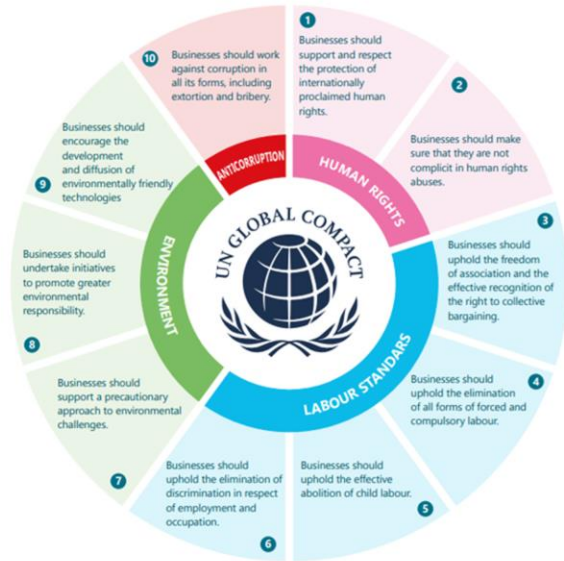 1
Businesses should
support and respect
the protection of
internationally
proclaimed human
rights.
2
Businesses should make
sure that they are not
complicit in human rights
abuses.
3
Businesses should
uphold the freedom
of association and the
effective recognition of
the right to collective
bargaining.
4
Businesses should
uphold the elimination
of all forms of forced and
compulsory labour.
5
Businesses should
uphold the effective
abolition of child labour.
6
Businesses should
uphold the elimination of
discrimination in respect
of employment and
occupation.
7
Businesses should
support a precautionary
approach to environmental
challenges.
8
Businesses should
undertake initiatives
to promote greater
environmental
responsibility.
9
Businesses should
encourage the
development
and diffusion of
environmentally friendly
technologies
10
Businesses should work
against corruption in
all its forms, including
extortion and bribery.
HUMAN RIGHTS
LABOUR STANDARS
ENVIRONMENT
ANTICORRUPTION
UN GLOBAL COMPACT